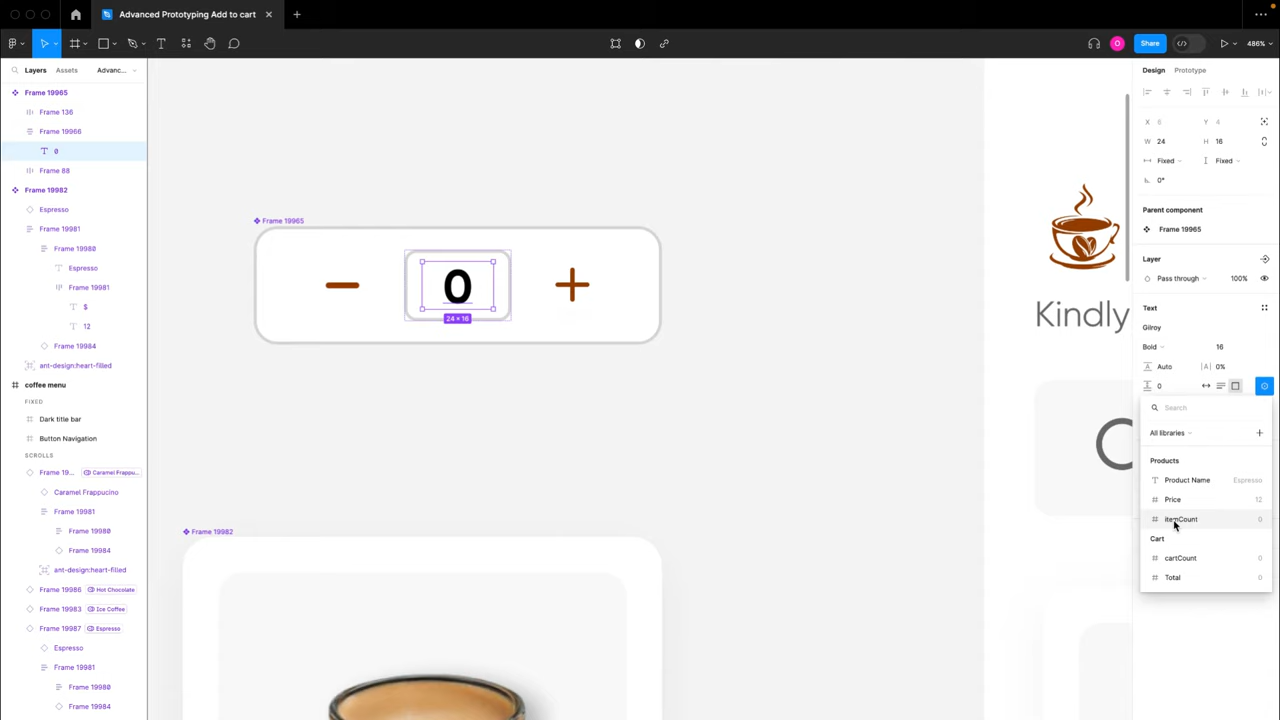 Advanced Prototyping Add to cart
Share
486%
Layers
Assets
Advanc...
Design
Prototype
Frame 19965
Frame 136
Frame 19966
0
Frame 88
Frame 19982
Espresso
Frame 19981
Frame 19980
Espresso
Frame 19981
$
12
Frame 19984
ant-design:heart-filled
coffee menu
FIXED
Dark title bar
Button Navigation
SCROLLS
Frame 19... Caramel Frappu...
Caramel Frappucino
Frame 19981
Frame 19980
Frame 19984
ant-design:heart-filled
Frame 19986 Hot Chocolate
Frame 19983 Ice Coffee
Frame 19987 Espresso
Espresso
Frame 19981
Frame 19980
Frame 19984
Frame 19965
0
24 × 16
Frame 19982
Kindly
X 6 Y 4
W 24 H 16
Fixed Fixed
0°
Parent component
Frame 19965
Layer
Pass through 100%
Text
Gilroy
Bold 16
Auto |A| 0%
0
Search
All libraries
Products
Product Name Espresso
Price 12
itemCount 0
Cart
cartCount 0
Total 0